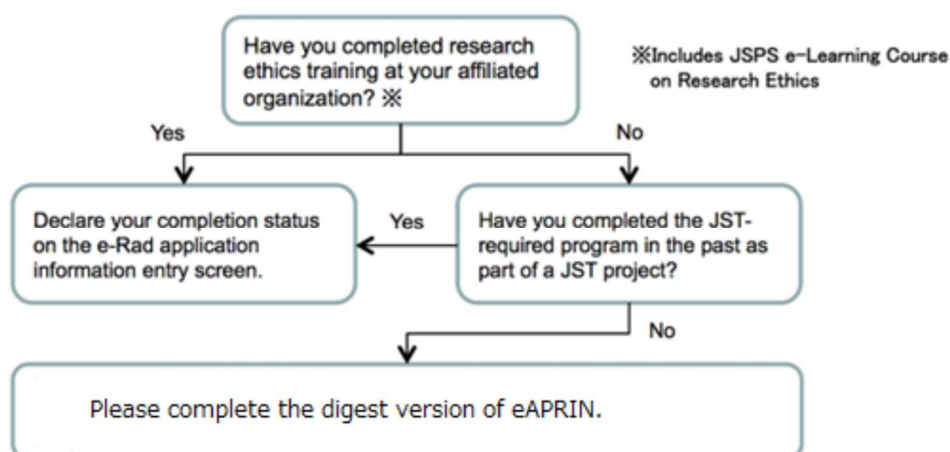 Have you completed research
ethics training at your affiliated
organization? ※
※Includes JSPS e-Learning Course
on Research Ethics
Yes
No
Declare your completion status
on the e-Rad application
information entry screen.
Yes
Have you completed the JST-
required program in the past as
part of a JST project?
No
Please complete the digest version of eAPRIN.